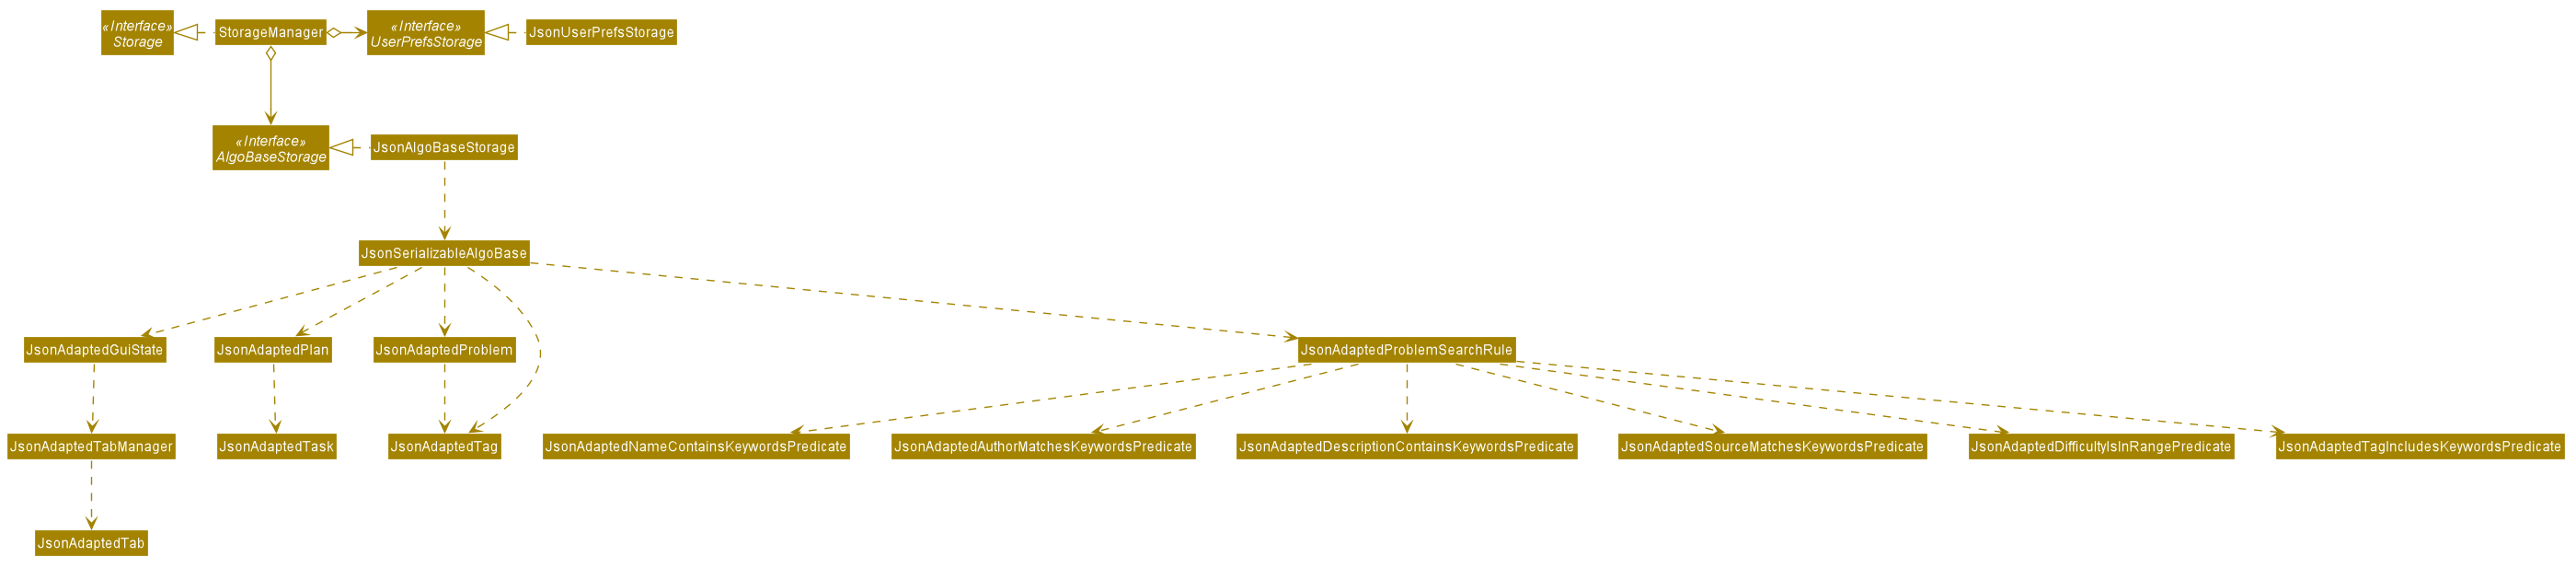 «Interface»
Storage
StorageManager
«Interface»
UserPrefsStorage
JsonUserPrefsStorage
«Interface»
AlgoBaseStorage
JsonAlgoBaseStorage
JsonSerializableAlgoBase
JsonAdaptedGuiState
JsonAdaptedPlan
JsonAdaptedProblem
JsonAdaptedProblemSearchRule
JsonAdaptedTabManager
JsonAdaptedTask
JsonAdaptedTag
JsonAdaptedNameContainsKeywordsPredicate
JsonAdaptedAuthorMatchesKeywordsPredicate
JsonAdaptedDescriptionContainsKeywordsPredicate
JsonAdaptedSourceMatchesKeywordsPredicate
JsonAdaptedDifficultyIsInRangePredicate
JsonAdaptedTagIncludesKeywordsPredicate
JsonAdaptedTab